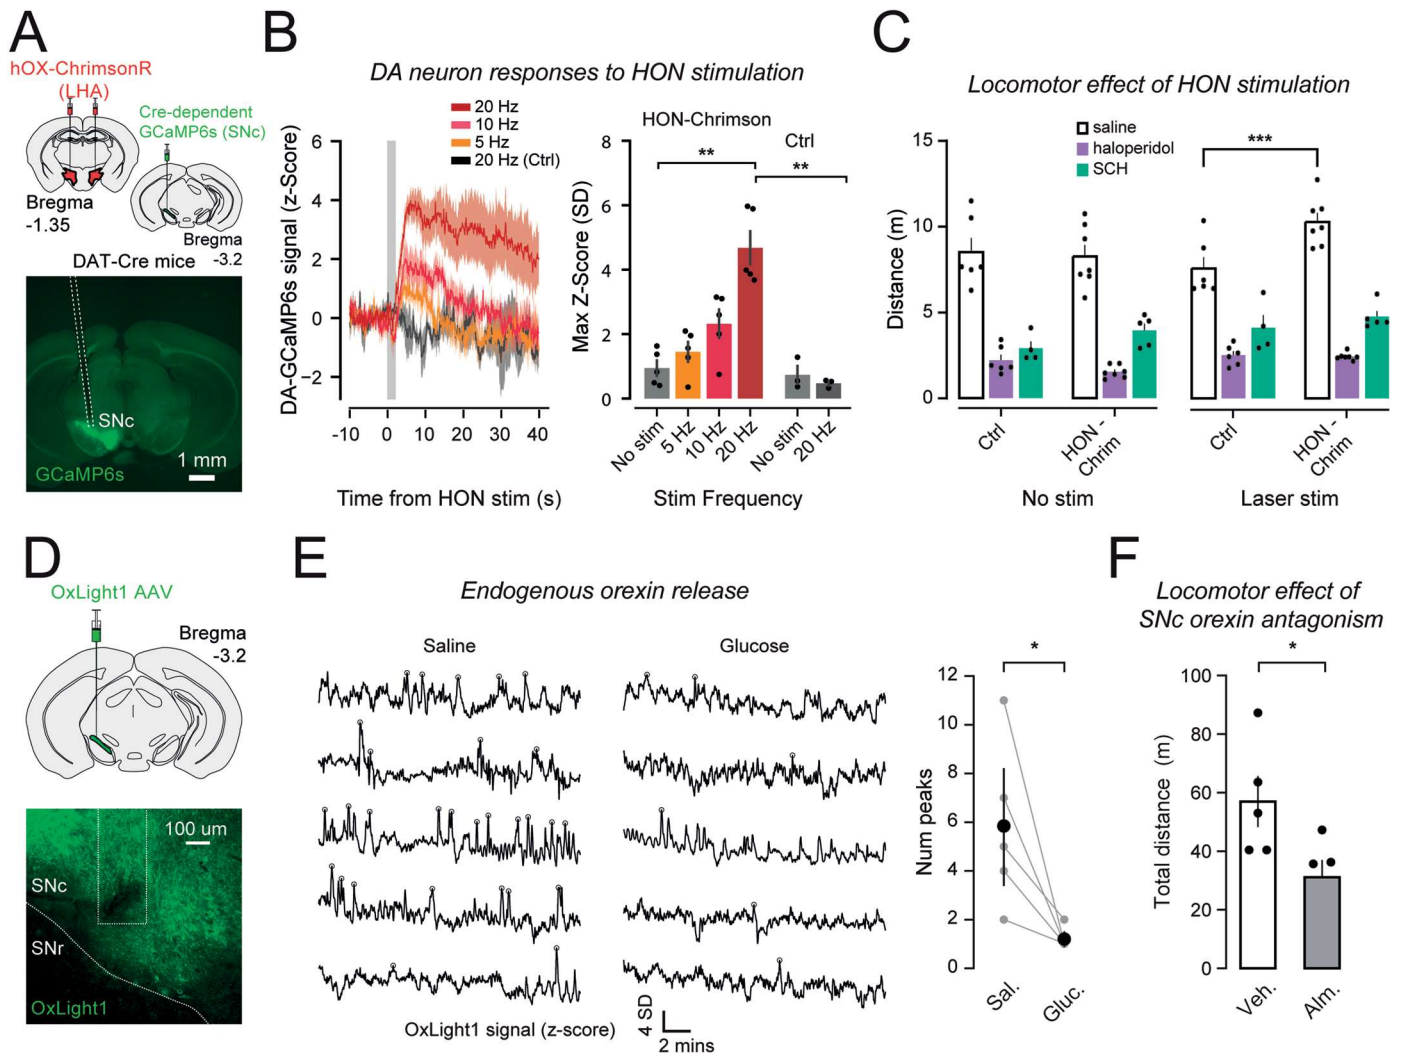 A
hOX-ChrimsonR
(LHA)
Cre-dependent
GCaMP6s (SNc)
Bregma
-1.35
Bregma
-3.2
DAT-Cre mice
SNc
1 mm
GCaMP6s
B
DA neuron responses to HON stimulation
20 Hz
10 Hz
5 Hz
20 Hz (Ctrl)
DA-GCaMP6s signal (z-Score)
6
4
2
0
−2
-10
0
10
20
30
40
Time from HON stim (s)
HON-Chrimson
Ctrl
**
**
Max Z-Score (SD)
8
6
4
2
0
No stim
5 Hz
10 Hz
20 Hz
No stim
20 Hz
Stim Frequency
C
Locomotor effect of HON stimulation
saline
haloperidol
SCH
***
Distance (m)
15
10
5
0
Ctrl
HON -
Chrim
Ctrl
HON -
Chrim
No stim
Laser stim
D
OxLight1 AAV
Bregma
-3.2
100 um
SNc
SNr
OxLight1
E
Endogenous orexin release
Saline
Glucose
OxLight1 signal (z-score)
4 SD
2 mins
*
Num peaks
12
10
8
6
4
2
0
Sal.
Gluc.
F
Locomotor effect of
SNc orexin antagonism
*
Total distance (m)
100
80
60
40
20
0
Veh.
Alm.